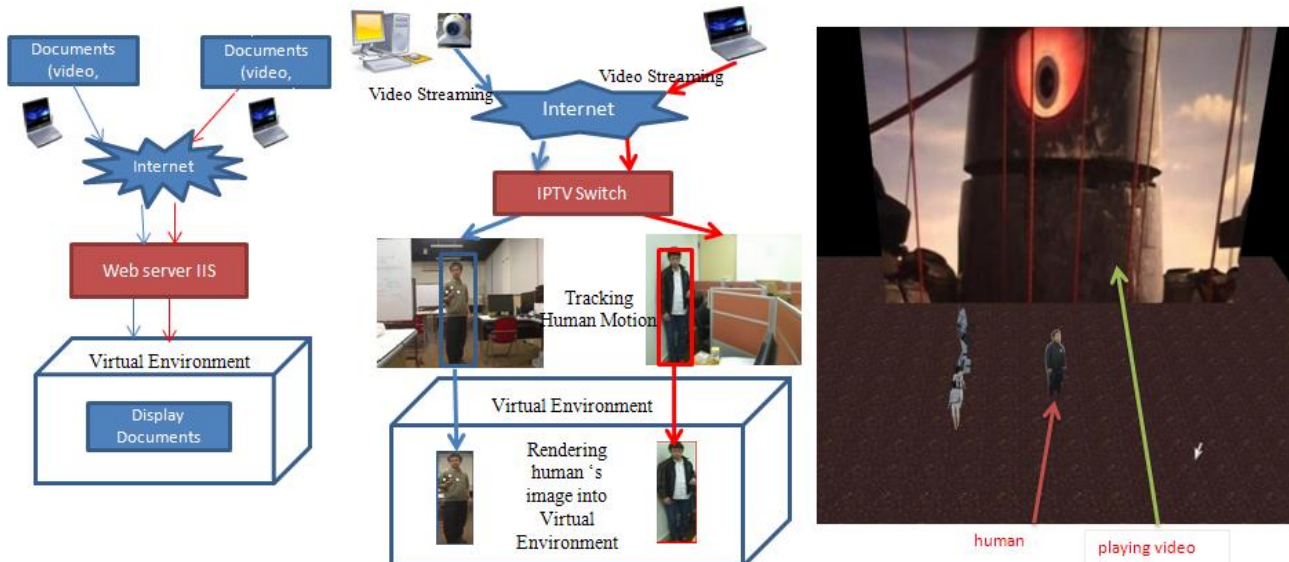 Documents
(video,
Documents
(video,
Internet
Web server IIS
Virtual Environment
Display
Documents
Video Streaming
Video Streaming
Internet
IPTV Switch
Tracking
Human Motion
Virtual Environment
Rendering
human ‘s
image into
Virtual
Environment
human
playing video